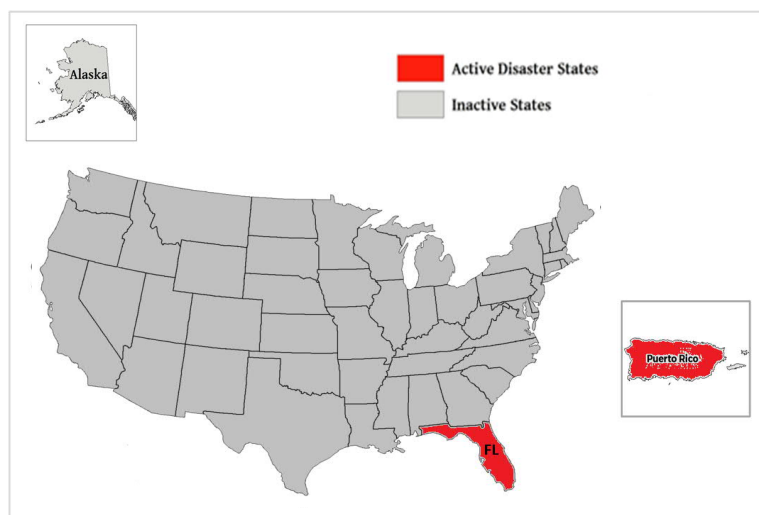 Alaska
Active Disaster States
Inactive States
Puerto Rico
FL